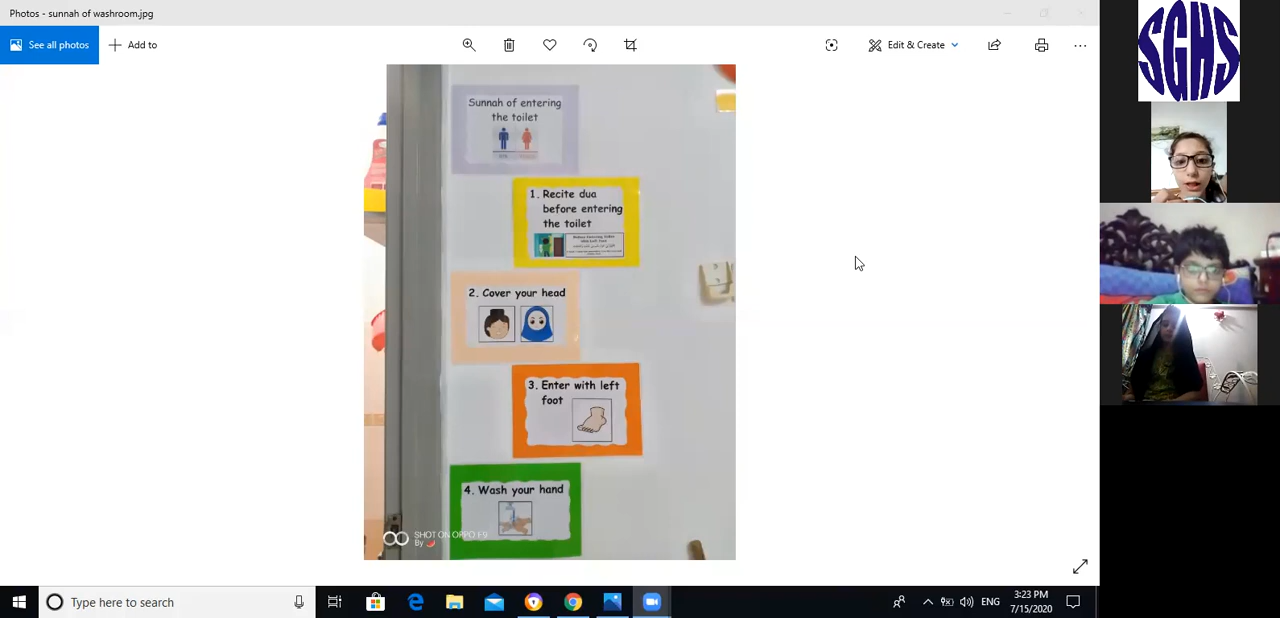 Photos - sunnah of washroom.jpg
See all photos
Add to
Edit & Create
SGHS
Sunnah of entering
the toilet
1. Recite dua
before entering
the toilet
2. Cover your head
3. Enter with left
foot
4. Wash your hand
SHOT ON OPPO F9
By
Type here to search
ENG
3:23 PM
7/15/2020